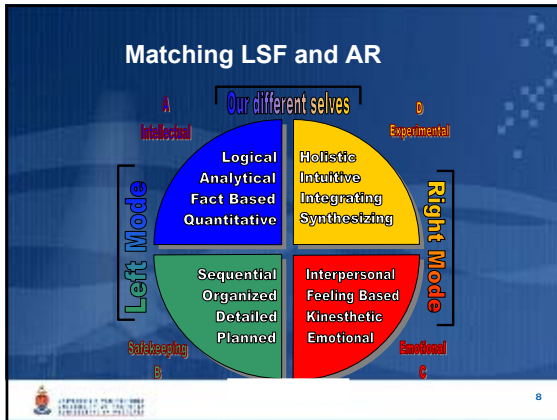 Matching LSF and AR
Our different selves
A
Intellectual
D
Experimental
Left Mode
Right Mode
Logical
Analytical
Fact Based
Quantitative
Holistic
Intuitive
Integrating
Synthesizing
Sequential
Organized
Detailed
Planned
Interpersonal
Feeling Based
Kinesthetic
Emotional
Safekeeping
B
Emotional
C
8